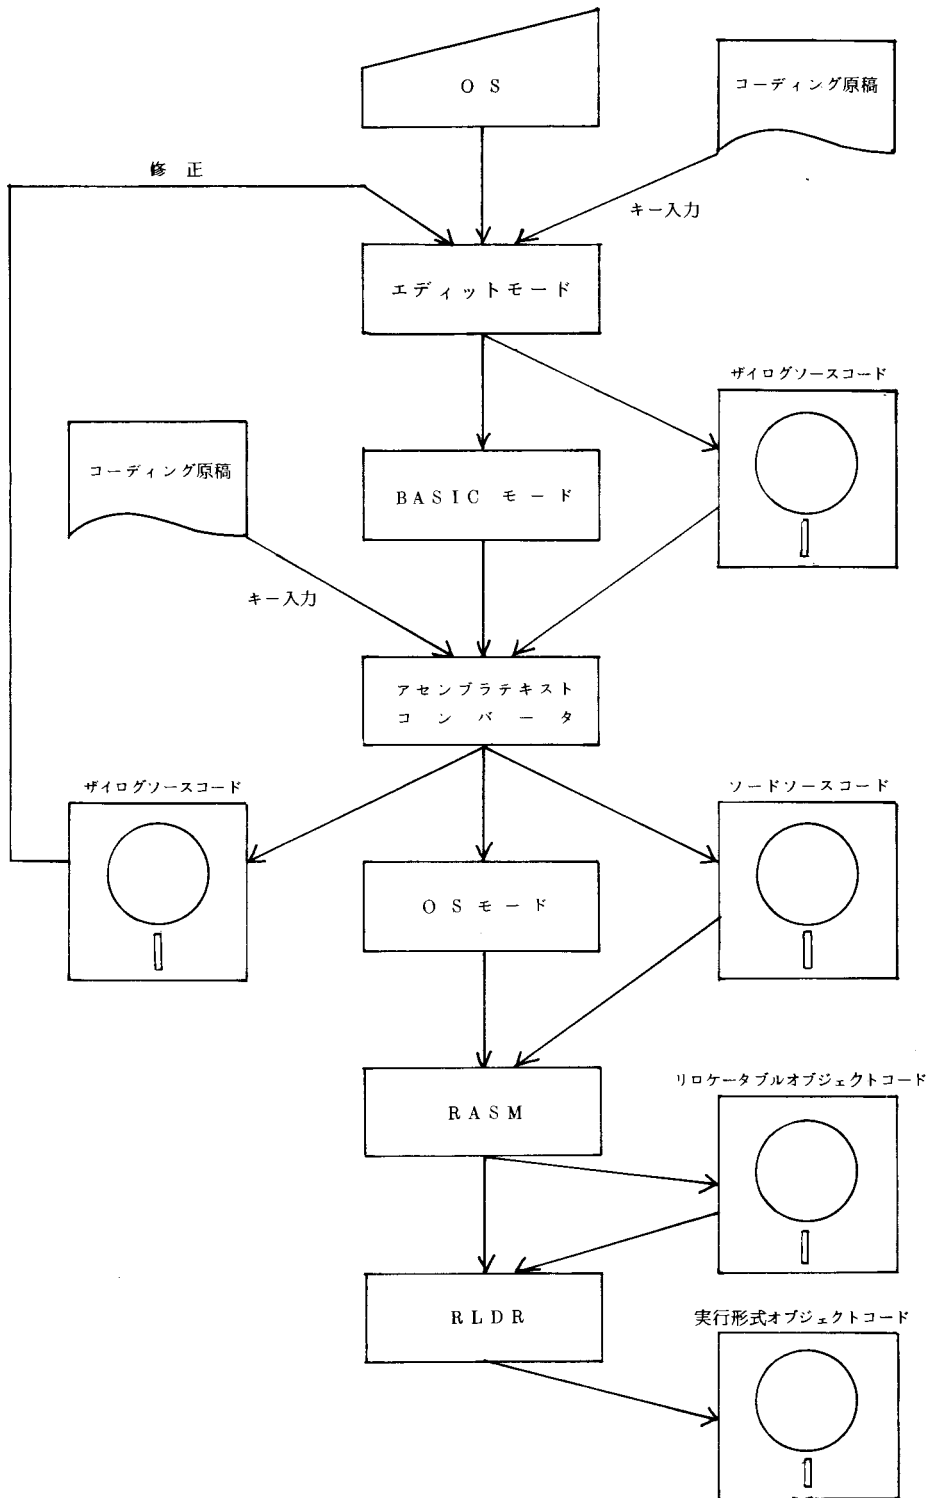 OS
コーディング原稿
修正
キー入力
エディットモード
ザイログソースコード
コーディング原稿
BASIC モード
キー入力
アセンブラテキスト
コンバータ
ザイログソースコード
ソードソースコード
OSモード
リロケータブルオブジェクトコード
RASM
実行形式オブジェクトコード
RLDR